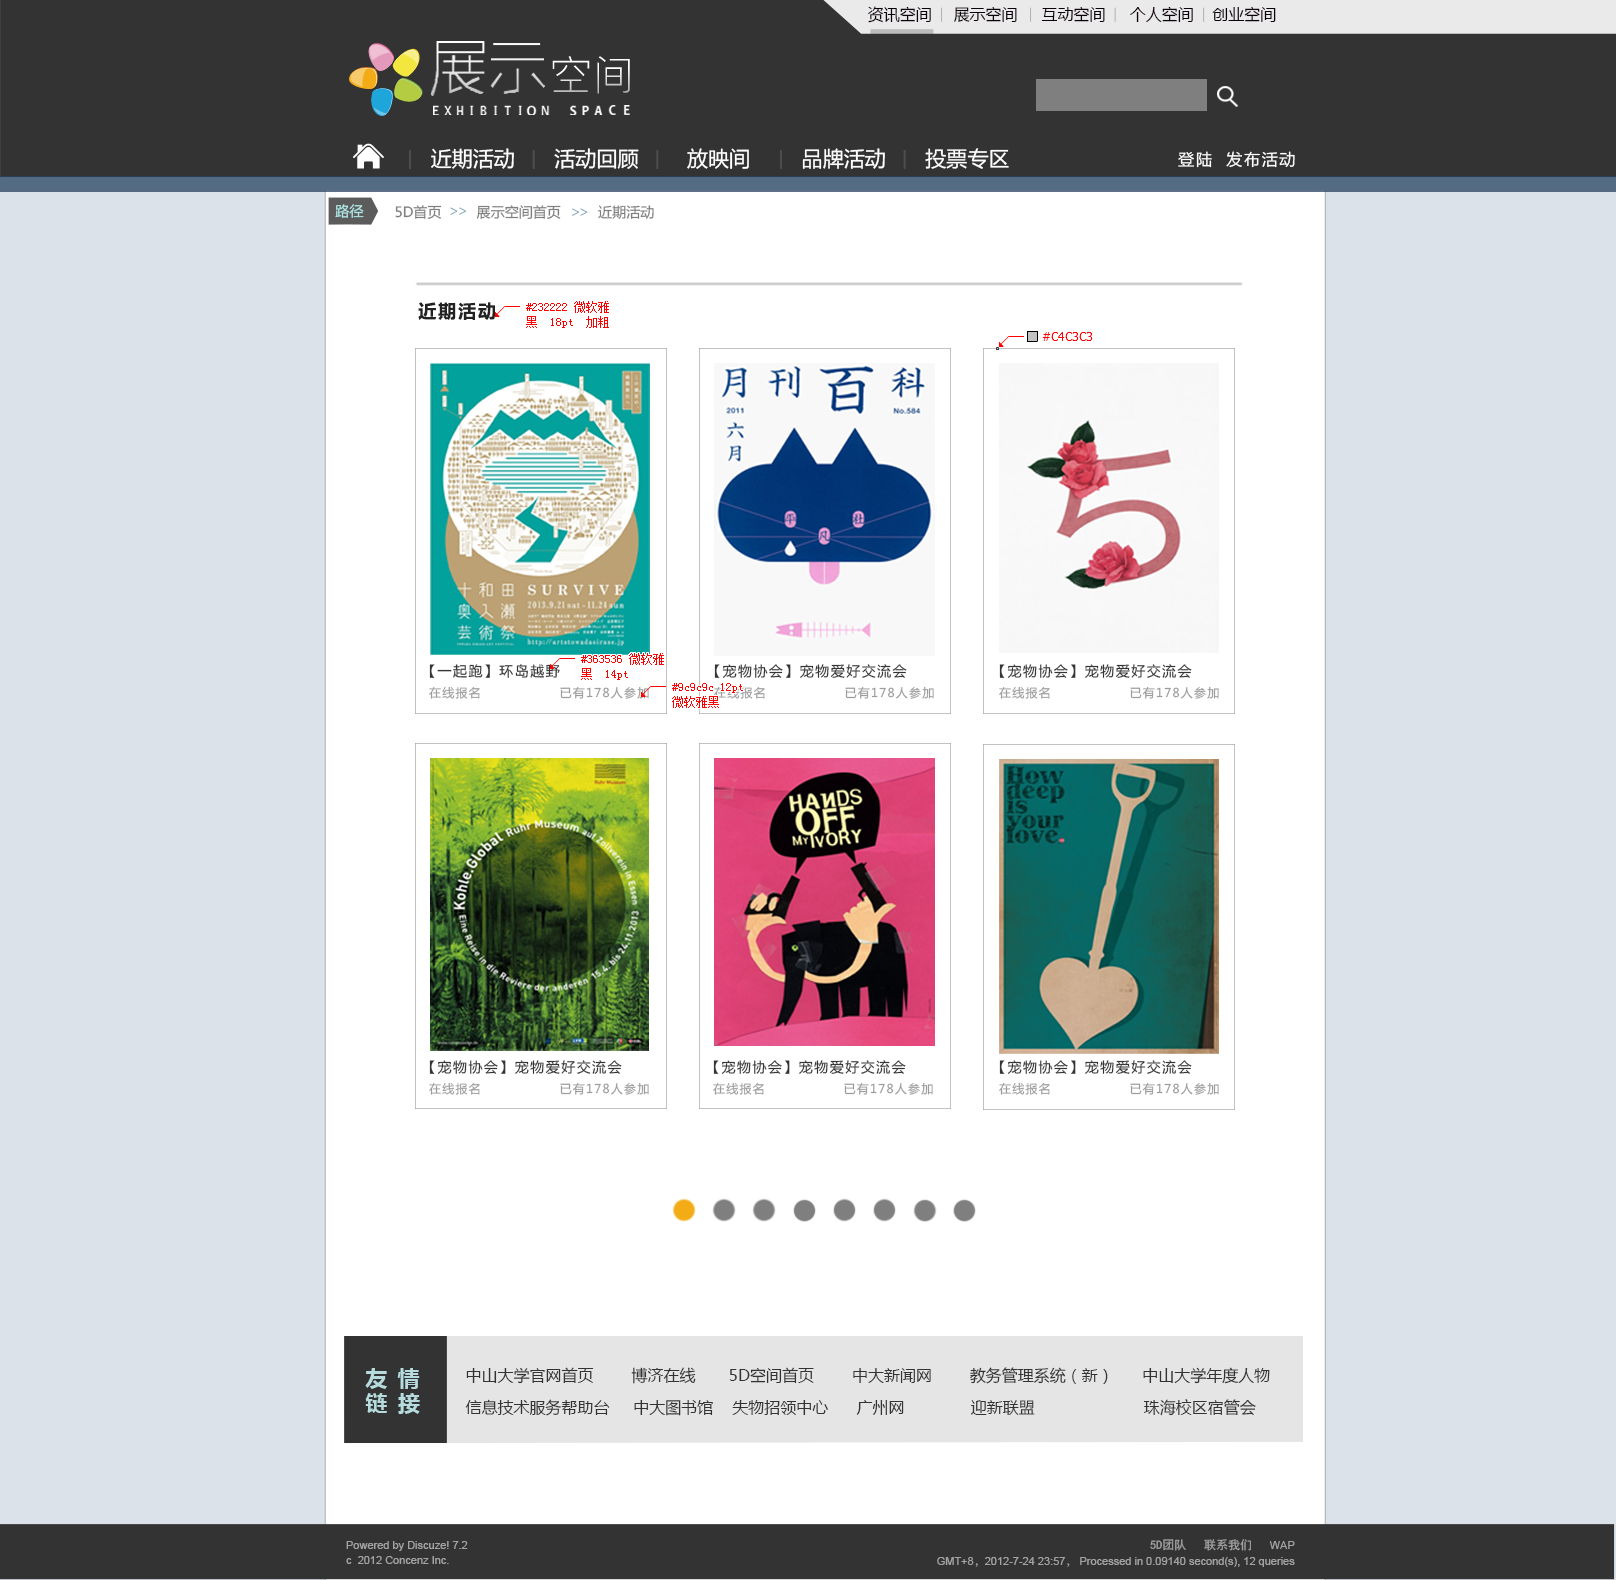 资讯空间 | 展示空间 | 互动空间 | 个人空间 | 创业空间
展示空间
EXHIBITION SPACE
近期活动 | 活动回顾 | 放映间 | 品牌活动 | 投票专区
登陆 发布活动
路径 5D首页 >> 展示空间首页 >> 近期活动
近期活动
#232222 微软雅
黑 18pt 加粗
#C4C3C3
十和田 SURVIVE
2013.9.21sat-11.24sun
奥入瀬
芸術祭
http://artstowadaoirase.jp
【一起跑】环岛越野
#363536 微软雅
黑 14pt
在线报名 已有178人参加
#9c9c9c 12pt
微软雅黑
月刊百科
2011 No.584
六月
【宠物协会】宠物爱好交流会
在线报名 已有178人参加
5
【宠物协会】宠物爱好交流会
在线报名 已有178人参加
Ruhr Museum
Kohle.Global Ruhr Museum auf Zollverein in Essen
Eine Reise in die Reviere der anderen 15.4. bis 24.11.2013
【宠物协会】宠物爱好交流会
在线报名 已有178人参加
HANDS
OFF
MY IVORY
【宠物协会】宠物爱好交流会
在线报名 已有178人参加
How
deep
is
your
love.
【宠物协会】宠物爱好交流会
在线报名 已有178人参加
友情
链接
中山大学官网首页 博济在线 5D空间首页 中大新闻网 教务管理系统（新） 中山大学年度人物
信息技术服务帮助台 中大图书馆 失物招领中心 广州网 迎新联盟 珠海校区宿管会
Powered by Discuze! 7.2
c 2012 Concenz Inc.
5D团队 联系我们 WAP
GMT+8, 2012-7-24 23:57, Processed in 0.09140 second(s), 12 queries